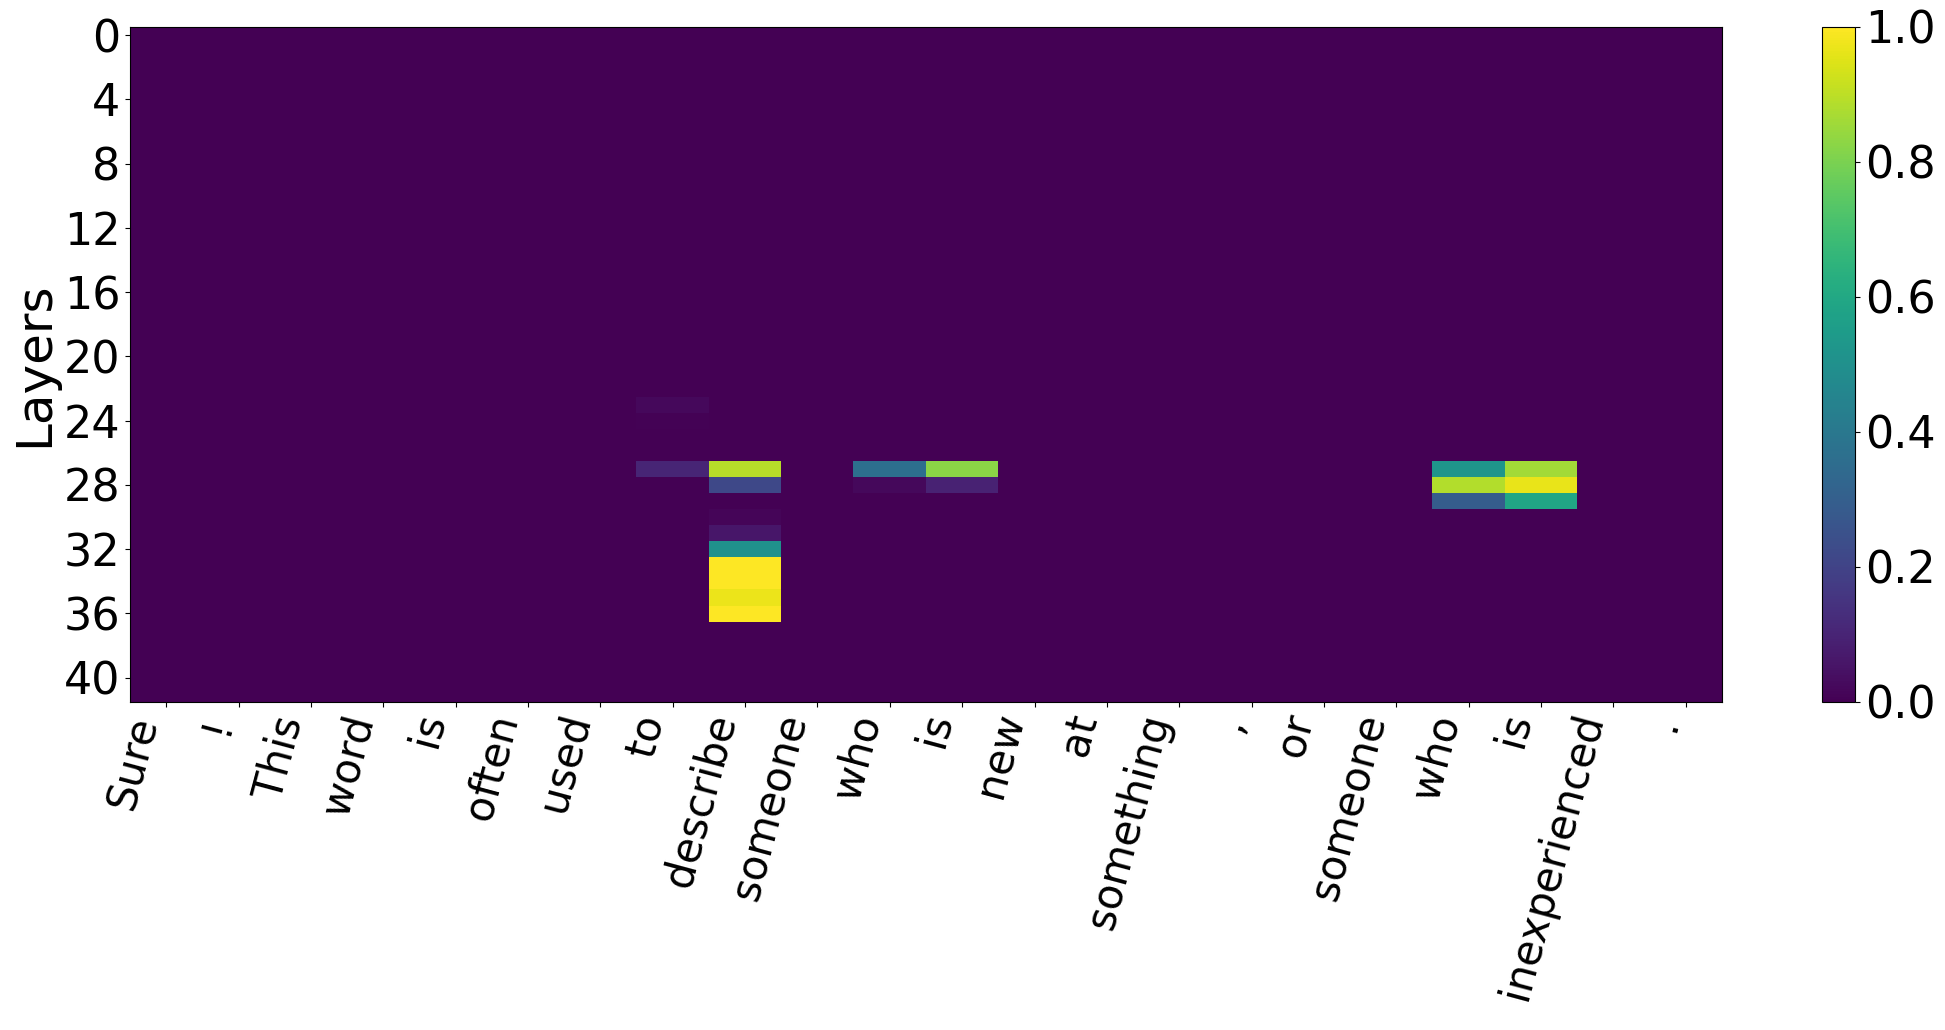 Layers
0
4
8
12
16
20
24
28
32
36
40
Sure
!
This
word
is
often
used
to
describe
someone
who
is
new
at
something
,
or
someone
who
is
inexperienced
.
1.0
0.8
0.6
0.4
0.2
0.0